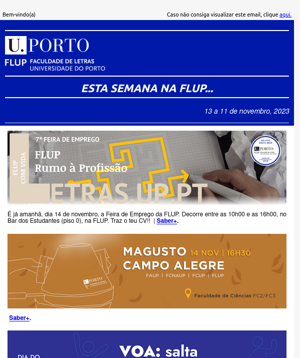 Bem-vindo(a)
Caso não consiga visualizar este email, clique aqui.
U.PORTO
FLUP FACULDADE DE LETRAS
UNIVERSIDADE DO PORTO
ESTA SEMANA NA FLUP...
13 a 11 de novembro, 2023
7ª FEIRA DE EMPREGO
FLUP
COM VIDA
FLUP
Rumo à Profissão
LETRAS.UP.PT
É já amanhã, dia 14 de novembro, a Feira de Emprego da FLUP. Decorre entre as 10h00 e as 16h00, no
Bar dos Estudantes (piso 0), na FLUP. Traz o teu CV!! | Saber+.
MAGUSTO 14 NOV | 16H30
CAMPO ALEGRE
FAUP | FCNAUP | FCUP | FLUP
Faculdade de Ciências FC2/FC3
Saber+.
DIA DO
VOA: salta